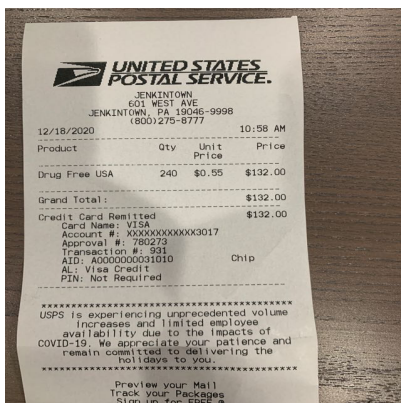 UNITED STATES
POSTAL SERVICE.
JENKINTOWN
601 WEST AVE
JENKINTOWN, PA 19046-9998
(800)275-8777
12/18/2020 10:58 AM
Product Qty Unit Price
Price
Drug Free USA 240 $0.55 $132.00
Grand Total: $132.00
Credit Card Remitted $132.00
Card Name: VISA
Account #: XXXXXXXXXXXX3017
Approval #: 780273
Transaction #: 931
AID: A0000000031010 Chip
AL: Visa Credit
PIN: Not Required
USPS is experiencing unprecedented volume
increases and limited employee
availability due to the impacts of
COVID-19. We appreciate your patience and
remain committed to delivering the
holidays to you.
Preview your Mail
Track your Packages
Sign up for FREE @